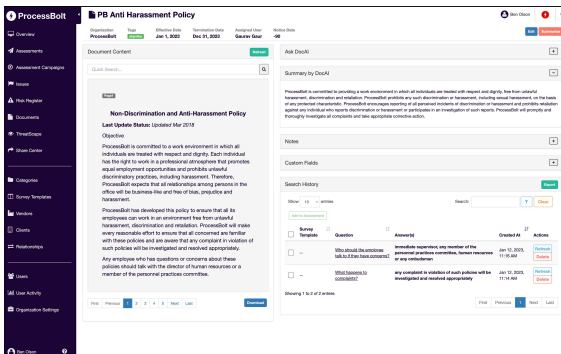 ProcessBolt
PB Anti Harassment Policy
Ben Olson
Organization
ProcessBolt
Tags
Effective Date
Jan 1, 2023
Termination Date
Dec 31, 2023
Assigned User
Gaurav Gaur
Notice Date
-90
Edit
Summarize
Overview
Assessments
Assessment Campaigns
Issues
Risk Register
Documents
ThreatScape
Share Center
Categories
Survey Templates
Vendors
Clients
Relationships
Users
User Activity
Organization Settings
Ben Olson
Document Content
Refresh
Quick Search...
Page1
Non-Discrimination and Anti-Harassment Policy
Last Update Status: Updated Mar 2018
Objective
ProcessBolt is committed to a work environment in which all
individuals are treated with respect and dignity. Each individual
has the right to work in a professional atmosphere that promotes
equal employment opportunities and prohibits unlawful
discriminatory practices, including harassment. Therefore,
ProcessBolt expects that all relationships among persons in the
office will be business-like and free of bias, prejudice and
harassment.
ProcessBolt has developed this policy to ensure that all its
employees can work in an environment free from unlawful
harassment, discrimination and retaliation. ProcessBolt will make
every reasonable effort to ensure that all concerned are familiar
with these policies and are aware that any complaint in violation of
such policies will be investigated and resolved appropriately.
Any employee who has questions or concerns about these
policies should talk with the director of human resources or a
member of the personnel practices committee.
First Previous 1 2 3 4 5 Next Last
Download
Ask DocAI
Summary by DocAI
ProcessBolt is committed to providing a work environment in which all individuals are treated with respect and dignity, free from unlawful
harassment, discrimination and retaliation. ProcessBolt prohibits any such discrimination or harassment, including sexual harassment, on the basis
of any protected characteristic. ProcessBolt encourages reporting of all perceived incidents of discrimination or harassment and prohibits retaliation
against any individual who reports discrimination or harassment or participates in an investigation of such reports. ProcessBolt will promptly and
thoroughly investigate all complaints and take appropriate corrective action.
Notes
Custom Fields
Search History
Export
Show 10 entries
Search:
Clear
Add to Assessment
Survey Template Question Answer(s) Created At Actions
-- Who should the employee talk to if they have concerns? immediate supervisor, any member of the personnel practices committee, human resources or any ombudsman Jan 12, 2023, 11:16 AM Refresh Delete
-- What happens to complaints? any complaint in violation of such policies will be investigated and resolved appropriately Jan 12, 2023, 11:14 AM Refresh Delete
Showing 1 to 2 of 2 entries
First Previous 1 Next Last